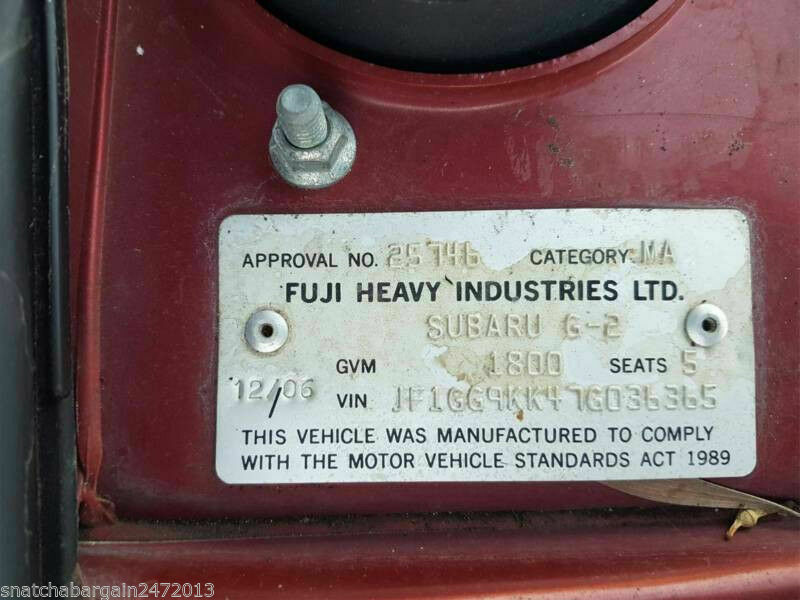 APPROVAL NO. 25746 CATEGORY MA
FUJI HEAVY INDUSTRIES LTD.
SUBARU G-2
GVM 1800 SEATS 5
12/06 VIN JF1GG9KK47G036365
THIS VEHICLE WAS MANUFACTURED TO COMPLY
WITH THE MOTOR VEHICLE STANDARDS ACT 1989
snatchabargain2472013